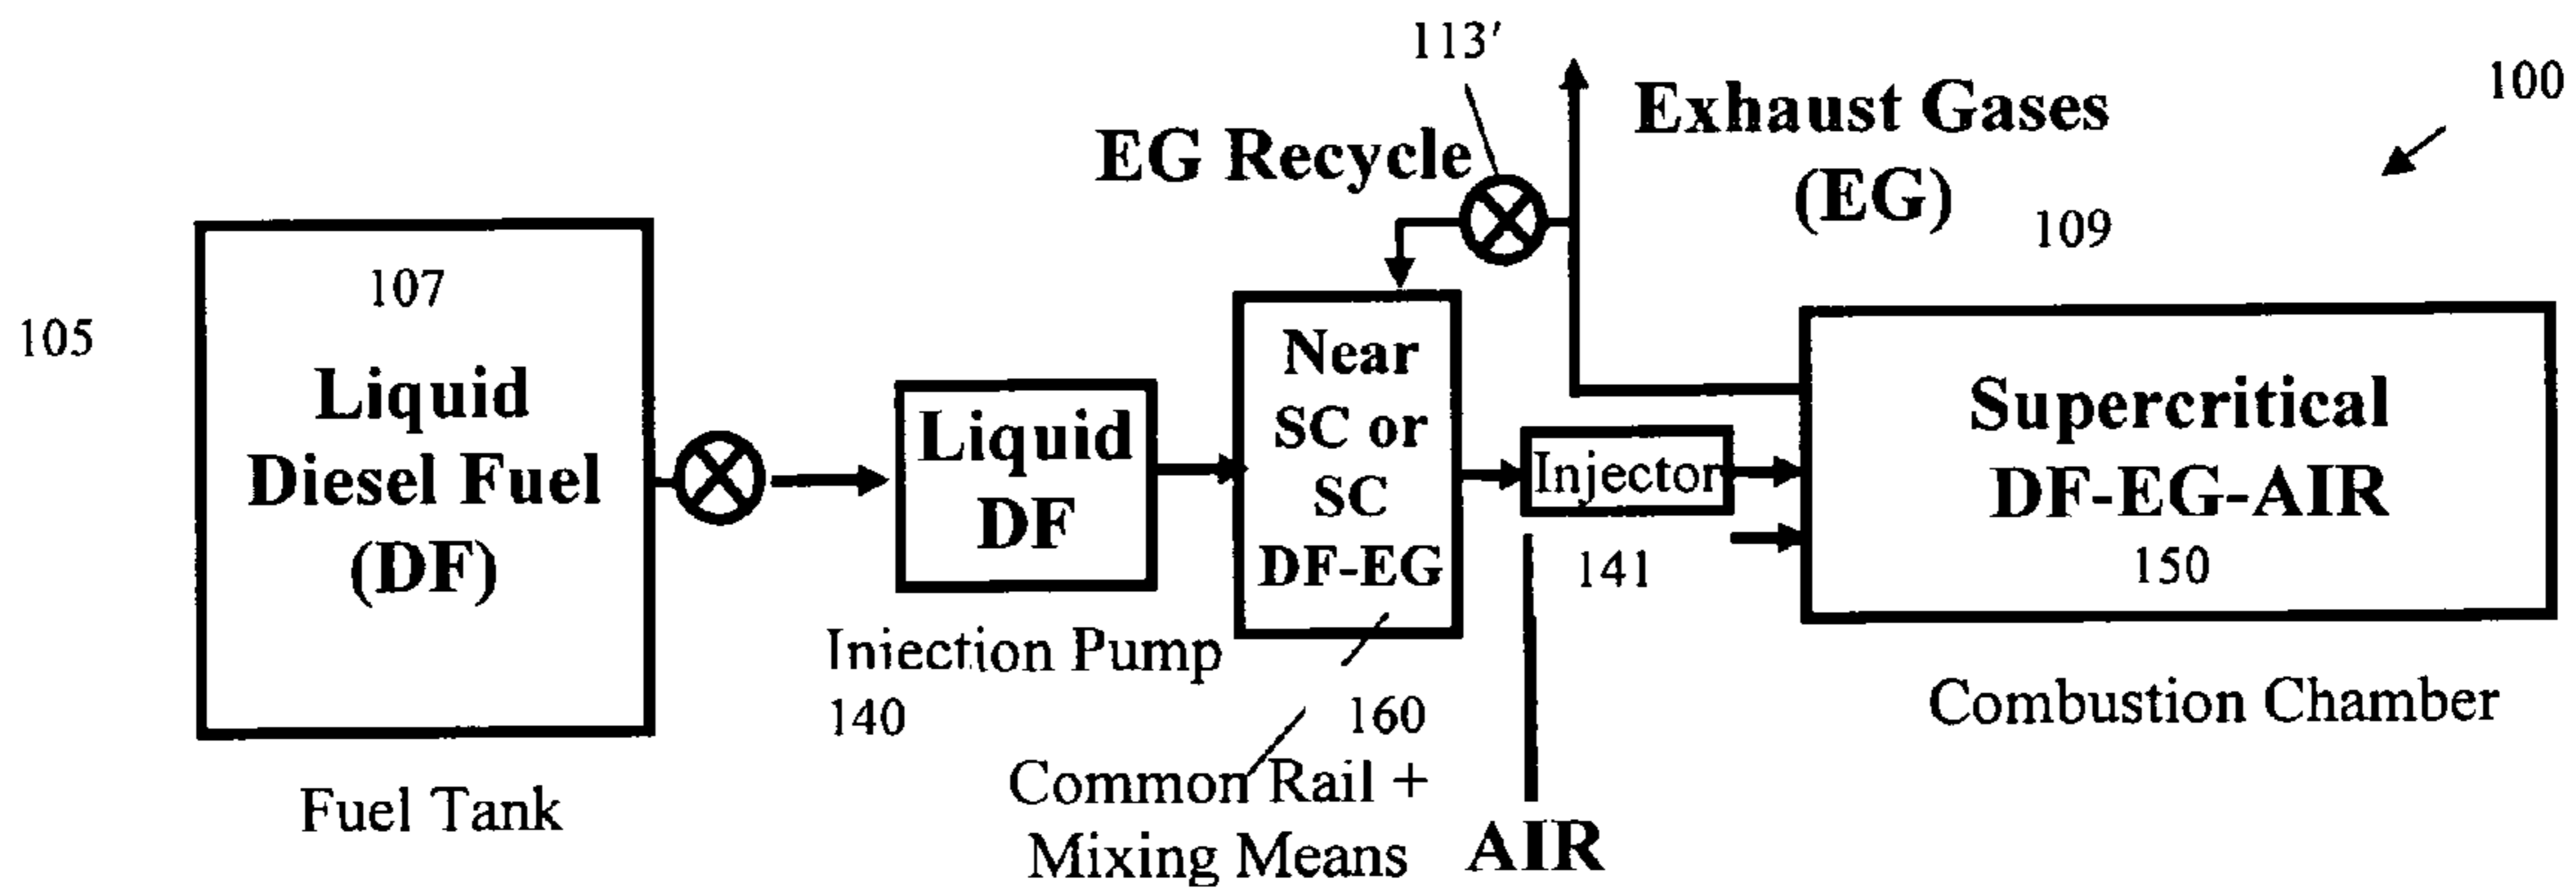 113′
100
EG Recycle
Exhaust Gases
(EG)
109
105
107
Liquid
Diesel Fuel
(DF)
Fuel Tank
Liquid
DF
Injection Pump
140
Near
SC or
SC
DF-EG
160
Common Rail +
Mixing Means
Injector
141
AIR
Supercritical
DF-EG-AIR
150
Combustion Chamber